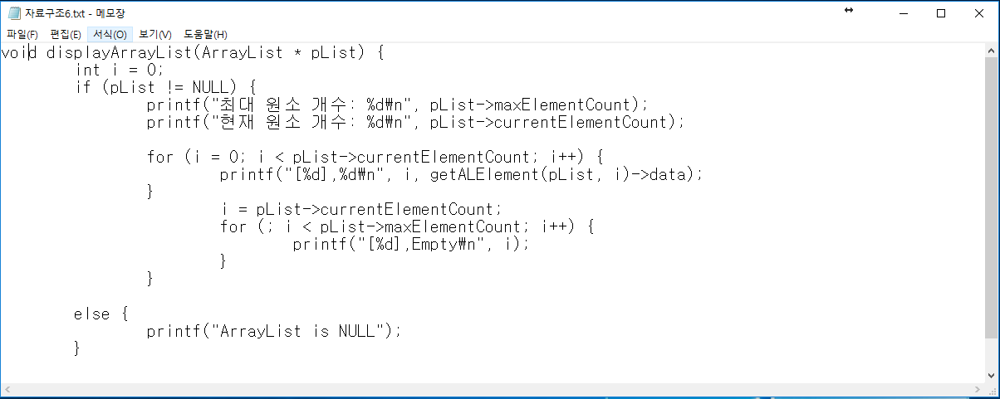 자료구조6.txt - 메모장
파일(F) 편집(E) 서식(O) 보기(V) 도움말(H)
void displayArrayList(ArrayList * pList) {
int i = 0;
if (pList != NULL) {
printf("최대 원소 개수: %d₩n", pList->maxElementCount);
printf("현재 원소 개수: %d₩n", pList->currentElementCount);
for (i = 0; i < pList->currentElementCount; i++) {
printf("[%d],%d₩n", i, getALElement(pList, i)->data);
}
i = pList->currentElementCount;
for (; i < pList->maxElementCount; i++) {
printf("[%d],Empty₩n", i);
}
}
else {
printf("ArrayList is NULL");
}